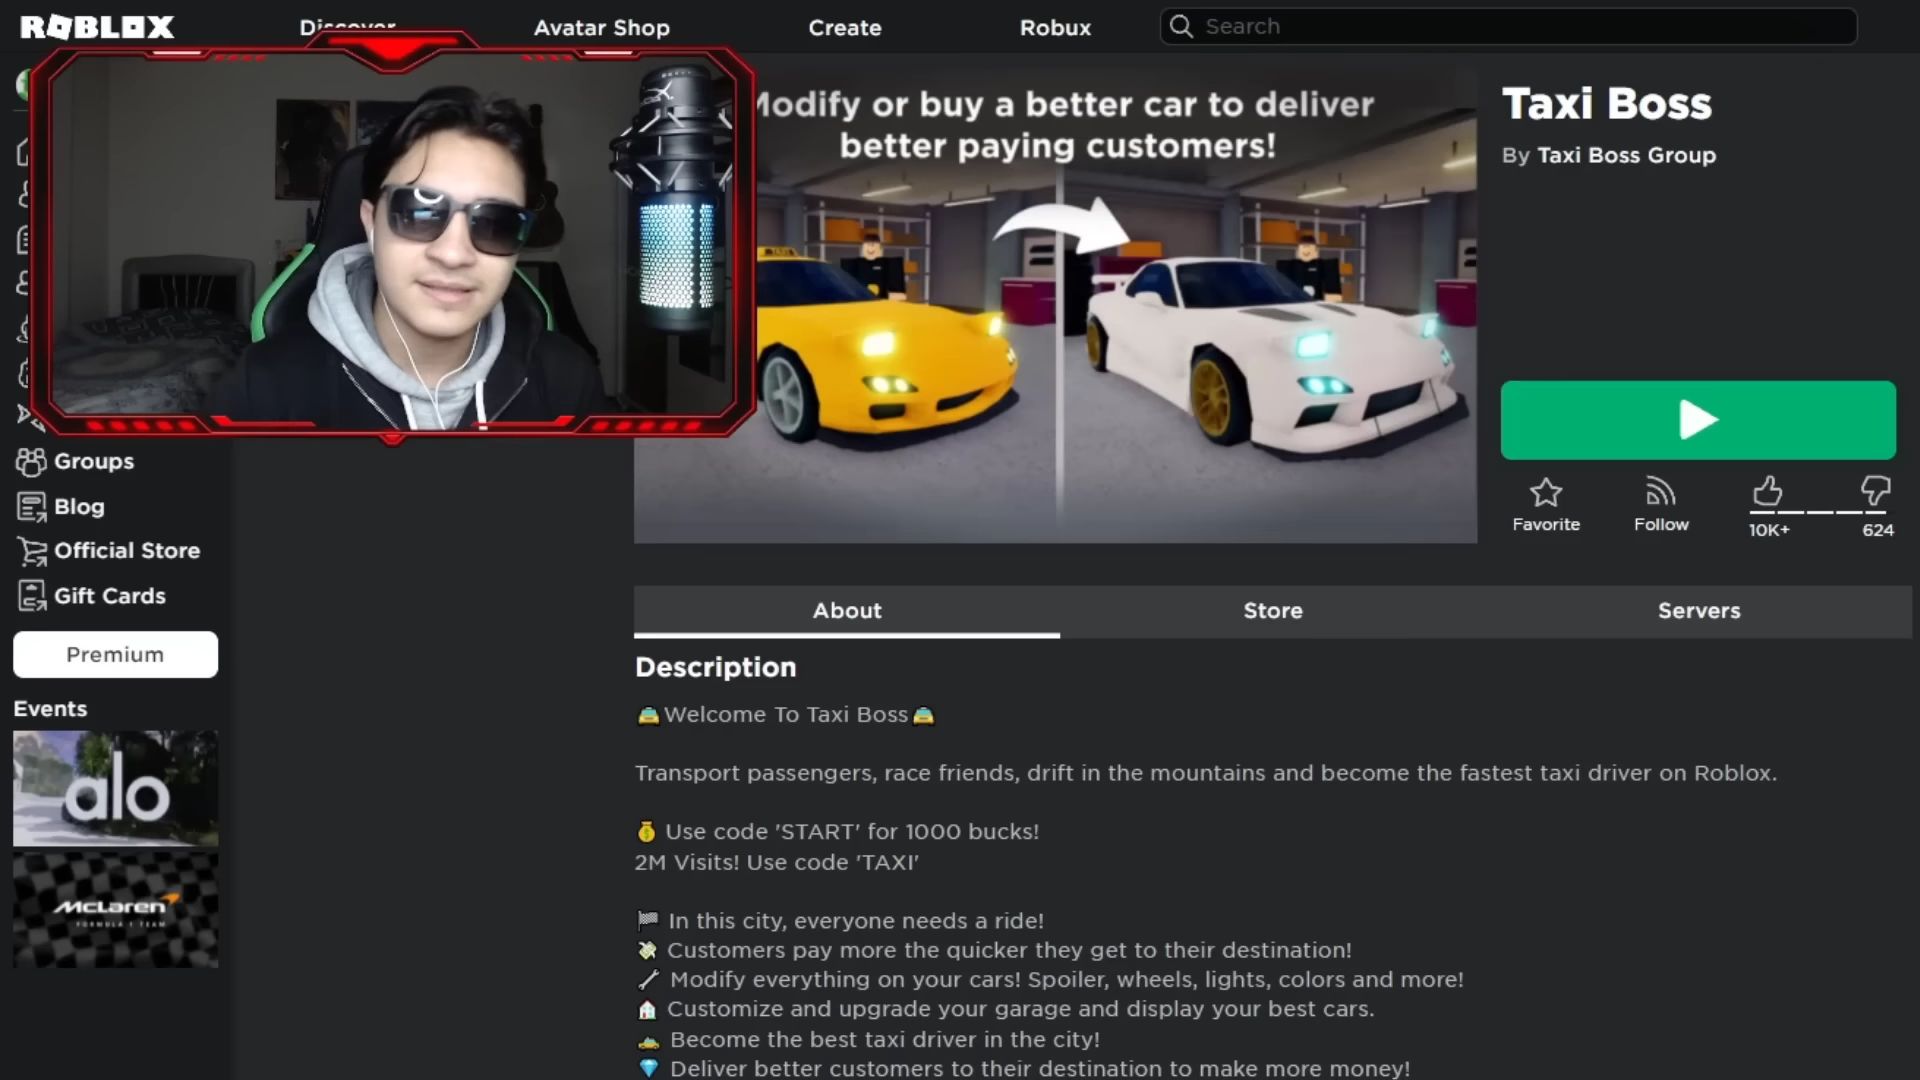 ROBLOX
Discover
Avatar Shop
Create
Robux
Search
Modify or buy a better car to deliver
better paying customers!
TAXI
Taxi Boss
By Taxi Boss Group
Favorite
Follow
10K+
624
Groups
Blog
Official Store
Gift Cards
Premium
Events
alo
McLaren
FORMULA 1 TEAM
About
Store
Servers
Description
🚖Welcome To Taxi Boss🚖
Transport passengers, race friends, drift in the mountains and become the fastest taxi driver on Roblox.
💰 Use code 'START' for 1000 bucks!
2M Visits! Use code 'TAXI'
🏁 In this city, everyone needs a ride!
💸 Customers pay more the quicker they get to their destination!
🔧 Modify everything on your cars! Spoiler, wheels, lights, colors and more!
🏠 Customize and upgrade your garage and display your best cars.
🚕 Become the best taxi driver in the city!
💎 Deliver better customers to their destination to make more money!